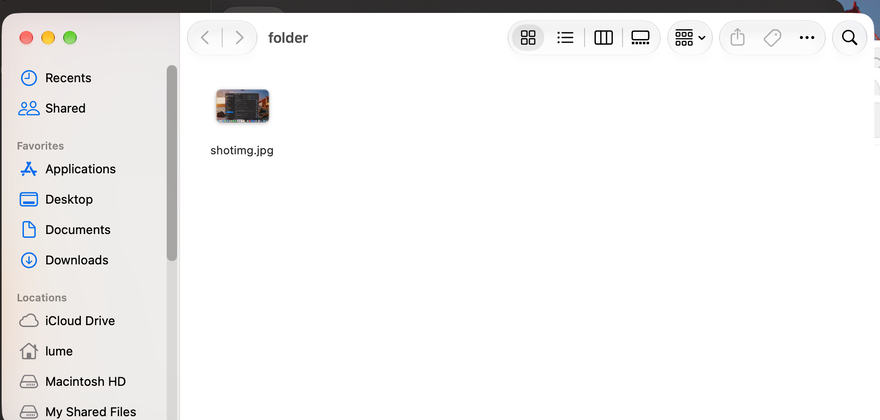 folder
Recents
Shared
Favorites
Applications
Desktop
Documents
Downloads
Locations
iCloud Drive
lume
Macintosh HD
My Shared Files
shotimg.jpg